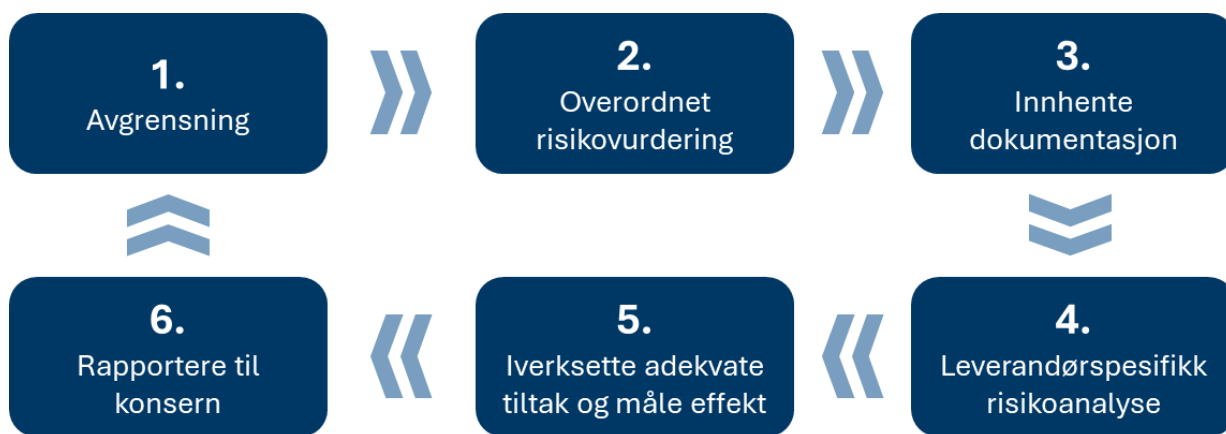 1.
Avgrensning
2.
Overordnet
risikovurdering
3.
Innhente
dokumentasjon
4.
Leverandørspesifikk
risikoanalyse
5.
Iverksette adekvate
tiltak og måle effekt
6.
Rapportere til
konsern